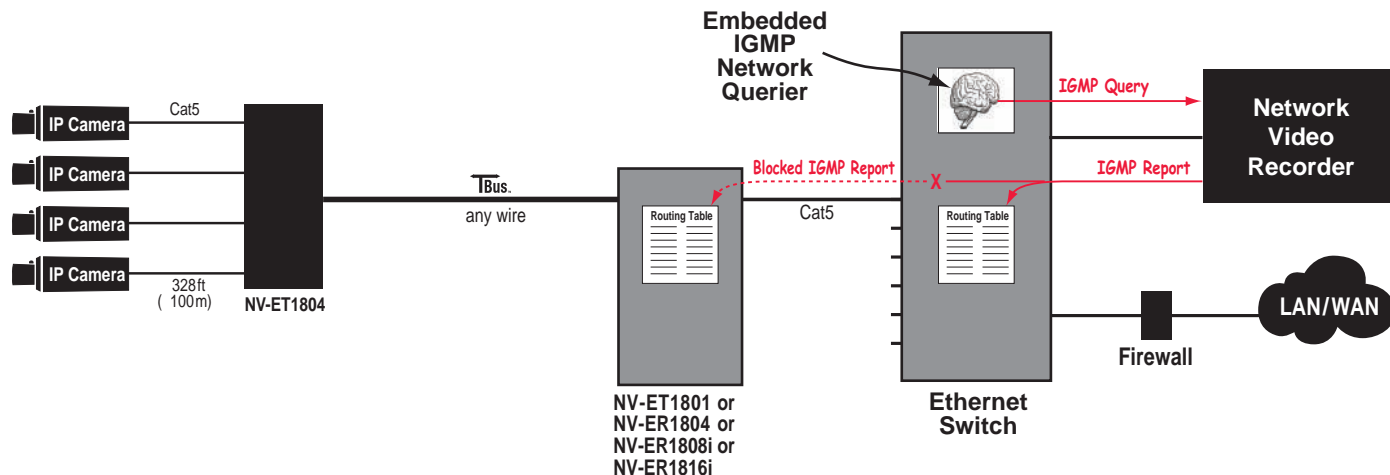 Embedded
IGMP
Network
Querier
IP Camera
IP Camera
IP Camera
IP Camera
Cat5
328ft
( 100m)
NV-ET1804
TBus.
any wire
Routing Table
NV-ET1801 or
NV-ER1804 or
NV-ER1808i or
NV-ER1816i
Blocked IGMP Report
X
Cat5
Routing Table
Ethernet
Switch
IGMP Query
IGMP Report
Network
Video
Recorder
Firewall
LAN/WAN